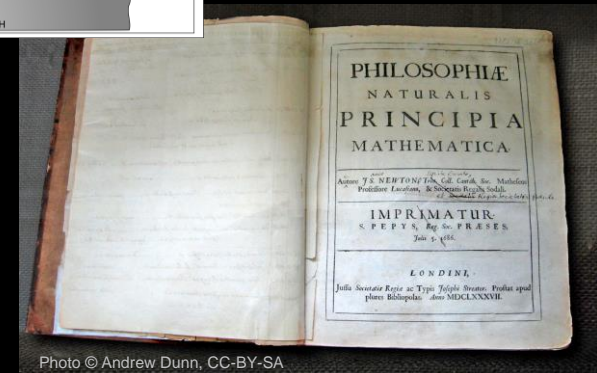 H
PHILOSOPHIÆ
NATURALIS
PRINCIPIA
MATHEMATICA.
Autore JS. NEWTON, Trin. Coll. Cantab. Soc. Matheseos
Professore Lucasiano, & Societatis Regalis Sodali.
IMPRIMATUR.
S. PEPYS, Reg. Soc. PRÆSES.
Julii 5. 1686.
LONDINI,
Jussu Societatis Regiæ ac Typis Josephi Streater. Prostat apud
plures Bibliopolas. Anno MDCLXXXVII.
Photo © Andrew Dunn, CC-BY-SA